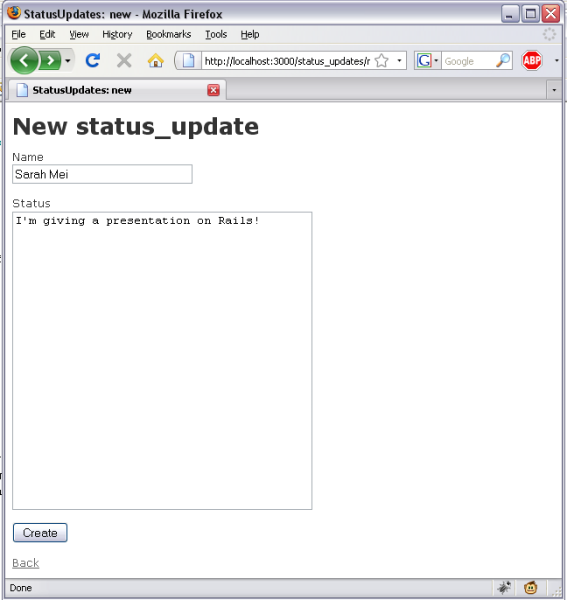 StatusUpdates: new - Mozilla Firefox
File Edit View History Bookmarks Tools Help
http://localhost:3000/status_updates/r
G Google ABP
StatusUpdates: new
New status_update
Name
Sarah Mei
Status
I'm giving a presentation on Rails!
Create
Back
Done